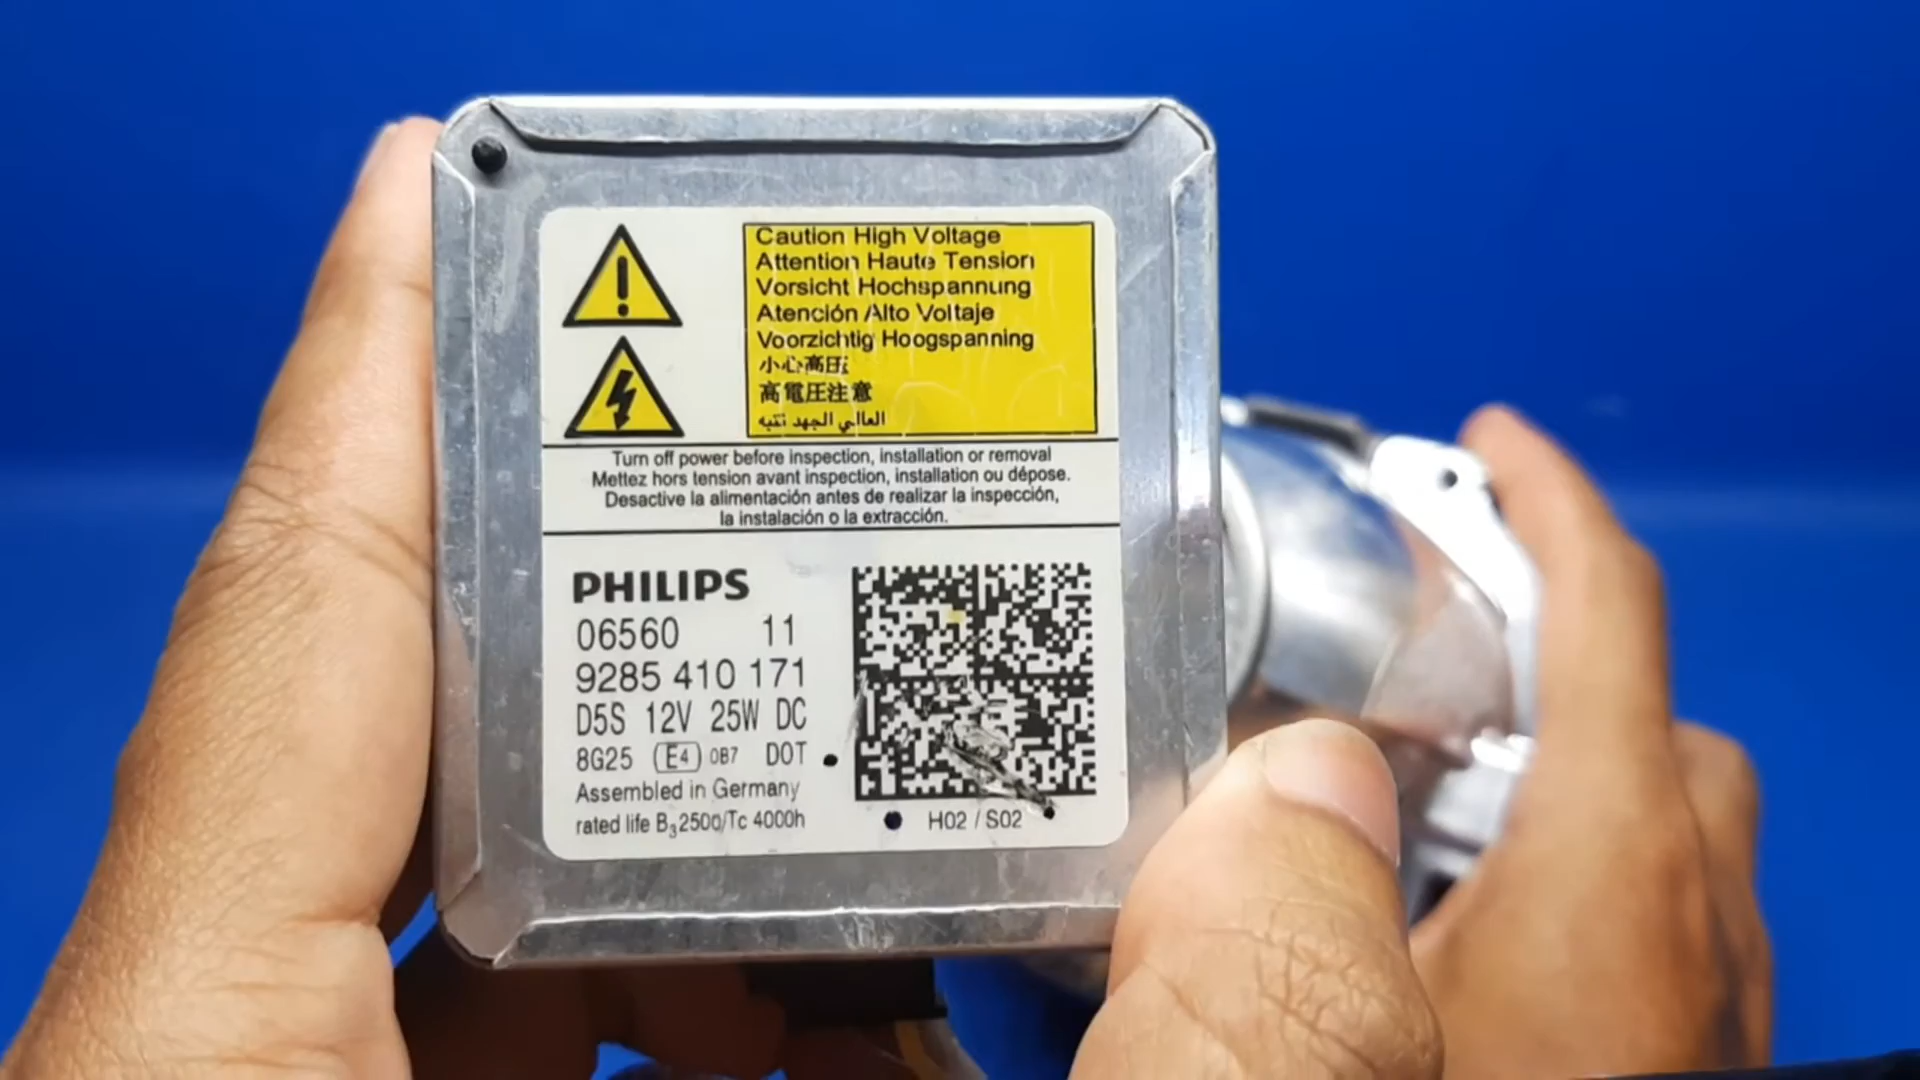 Caution High Voltage
Attention Haute Tension
Vorsicht Hochspannung
Atención Alto Voltaje
Voorzichtig Hoogspanning
小心高压
高電圧注意
العالي الجهد تنتبه
Turn off power before inspection, installation or removal
Mettez hors tension avant inspection, installation ou dépose.
Desactive la alimentación antes de realizar la inspección,
la instalación o la extracción.
PHILIPS
06560 11
9285 410 171
D5S 12V 25W DC
8G25 E4 0B7 DOT
Assembled in Germany
rated life B3 2500/Tc 4000h
H02 / S02